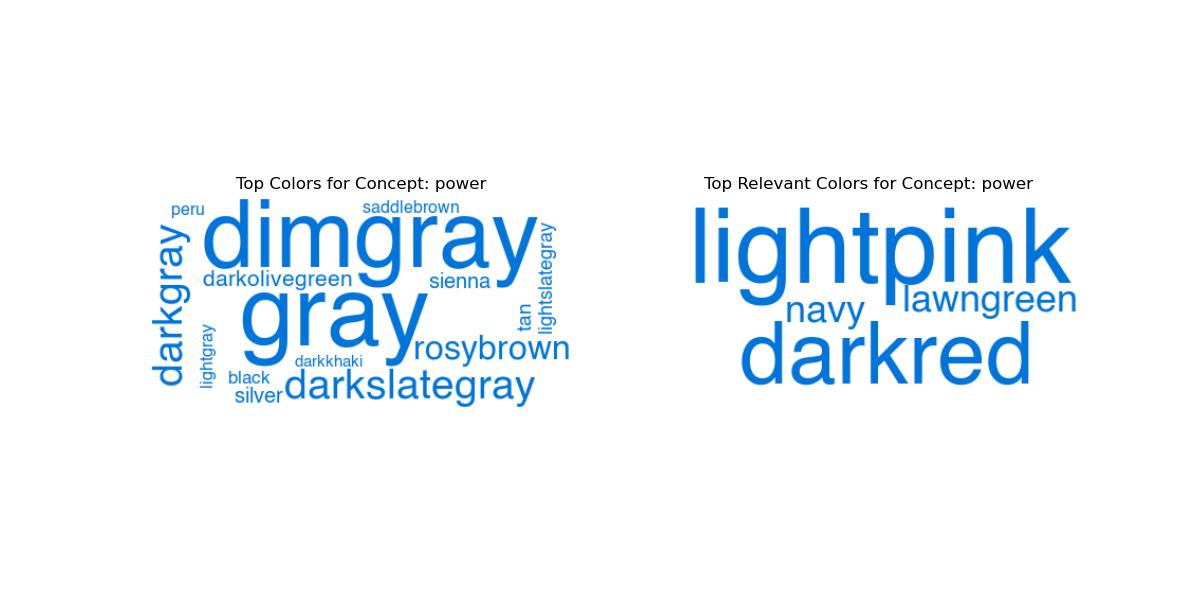 Top Colors for Concept: power
peru
saddlebrown
dimgray
darkgray
darkolivegreen
sienna
lightslategray
gray
tan
lightgray
rosybrown
darkkhaki
black
darkslategray
silver
Top Relevant Colors for Concept: power
lightpink
navy
lawngreen
darkred